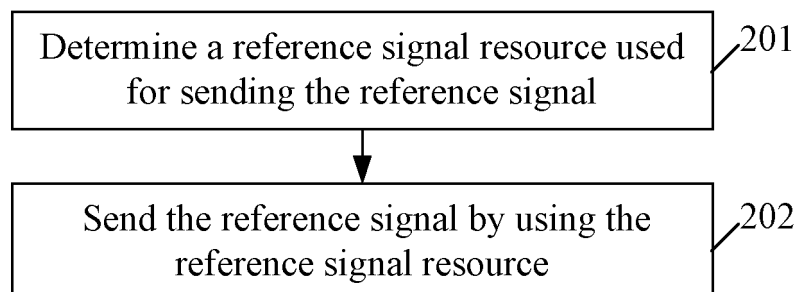 Determine a reference signal resource used
for sending the reference signal
201
Send the reference signal by using the
reference signal resource
202